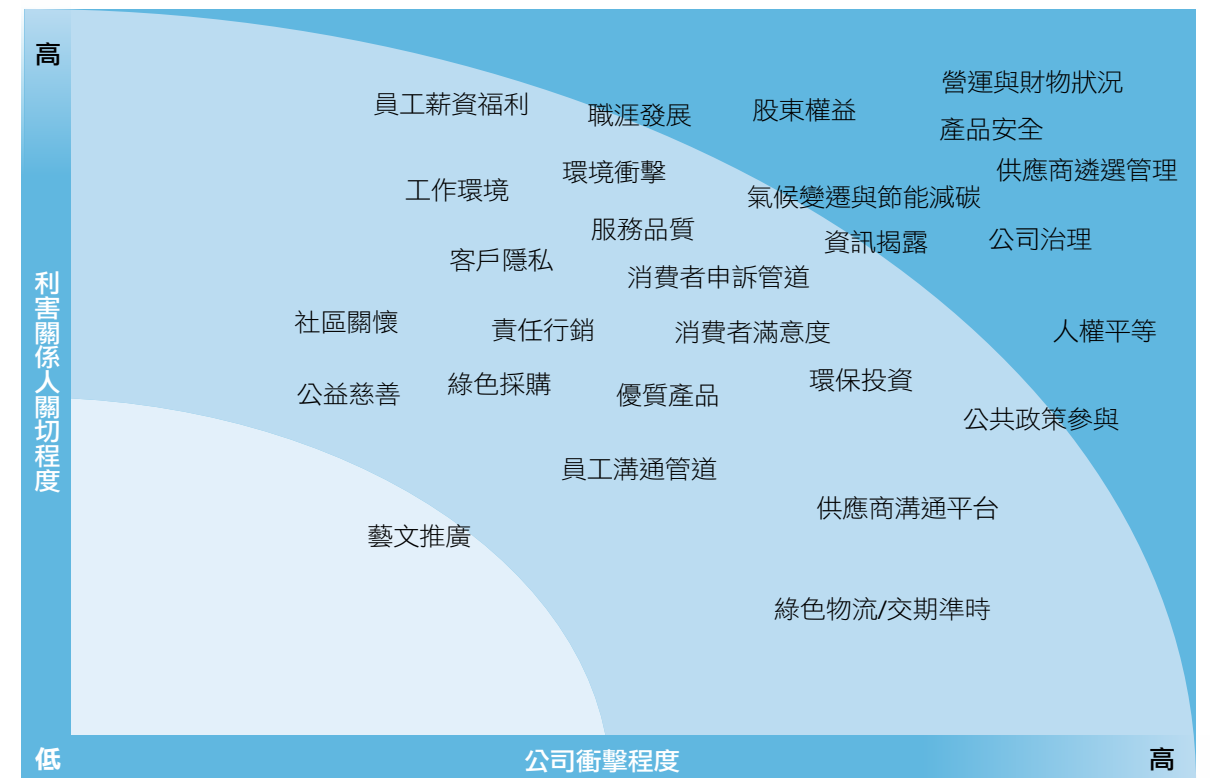 高
營運與財物狀況
員工薪資福利
職涯發展
股東權益
產品安全
環境衝擊
供應商遴選管理
工作環境
氣候變遷與節能減碳
服務品質
資訊揭露
公司治理
客戶隱私
消費者申訴管道
利害關係人關切程度
社區關懷
責任行銷
消費者滿意度
人權平等
公益慈善
綠色採購
優質產品
環保投資
公共政策參與
員工溝通管道
供應商溝通平台
藝文推廣
綠色物流/交期準時
低
公司衝擊程度
高